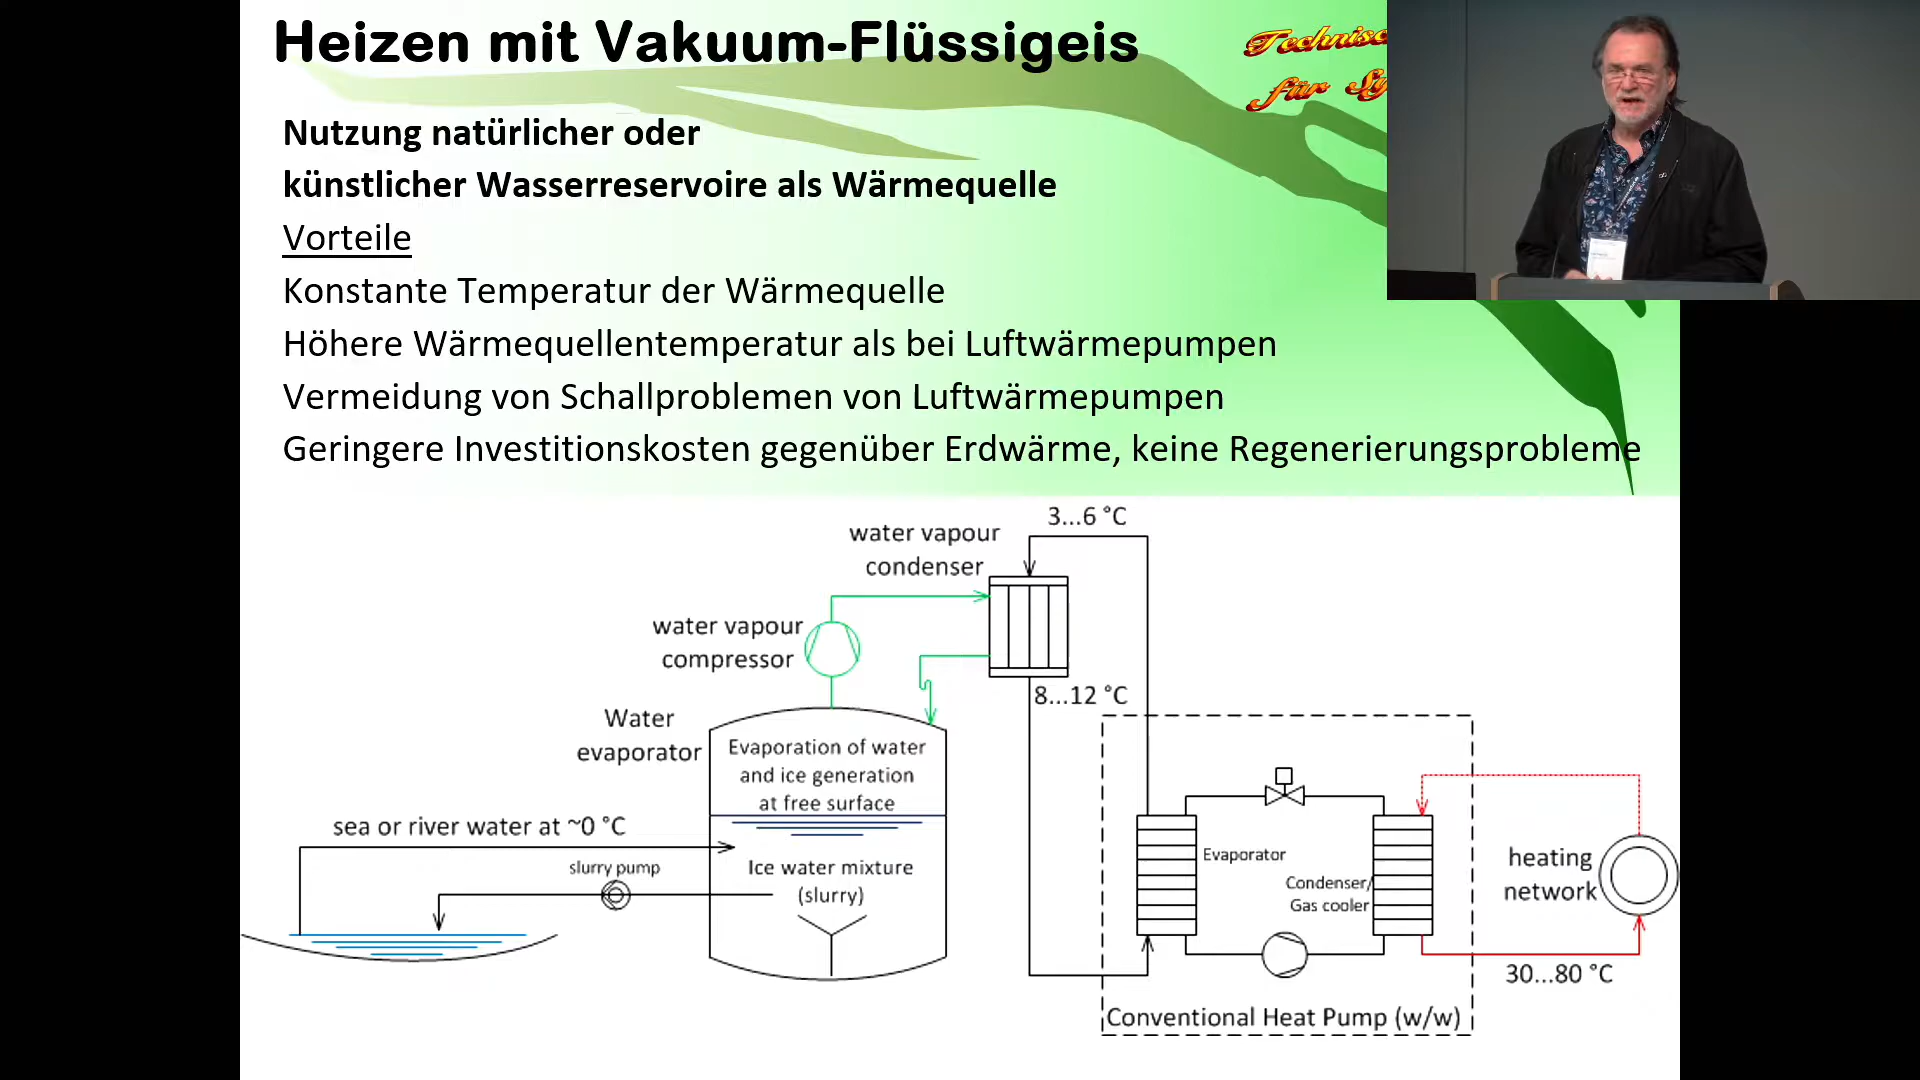 Heizen mit Vakuum-Flüssigeis
für
Nutzung natürlicher oder
künstlicher Wasserreservoire als Wärmequelle
Vorteile
Konstante Temperatur der Wärmequelle
Höhere Wärmequellentemperatur als bei Luftwärmepumpen
Vermeidung von Schallproblemen von Luftwärmepumpen
Geringere Investitionskosten gegenüber Erdwärme, keine Regenerierungsprobleme
3...6 °C
water vapour
condenser
water vapour
compressor
8...12 °C
Water
evaporator
Evaporation of water
and ice generation
at free surface
sea or river water at ~0 °C
slurry pump
Ice water mixture
(slurry)
Evaporator
Condenser/
Gas cooler
heating
network
30...80 °C
Conventional Heat Pump (w/w)